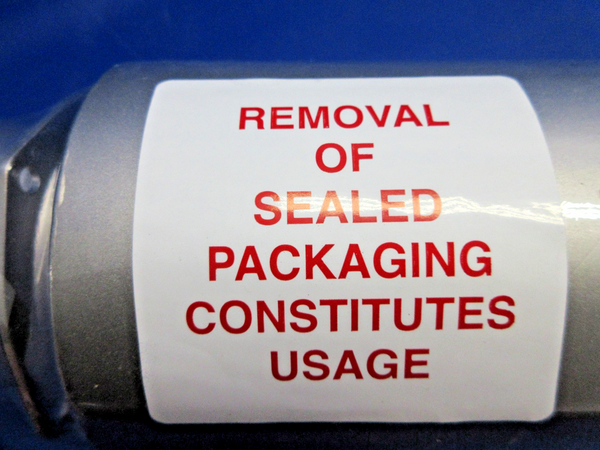 REMOVAL
OF
SEALED
PACKAGING
CONSTITUTES
USAGE